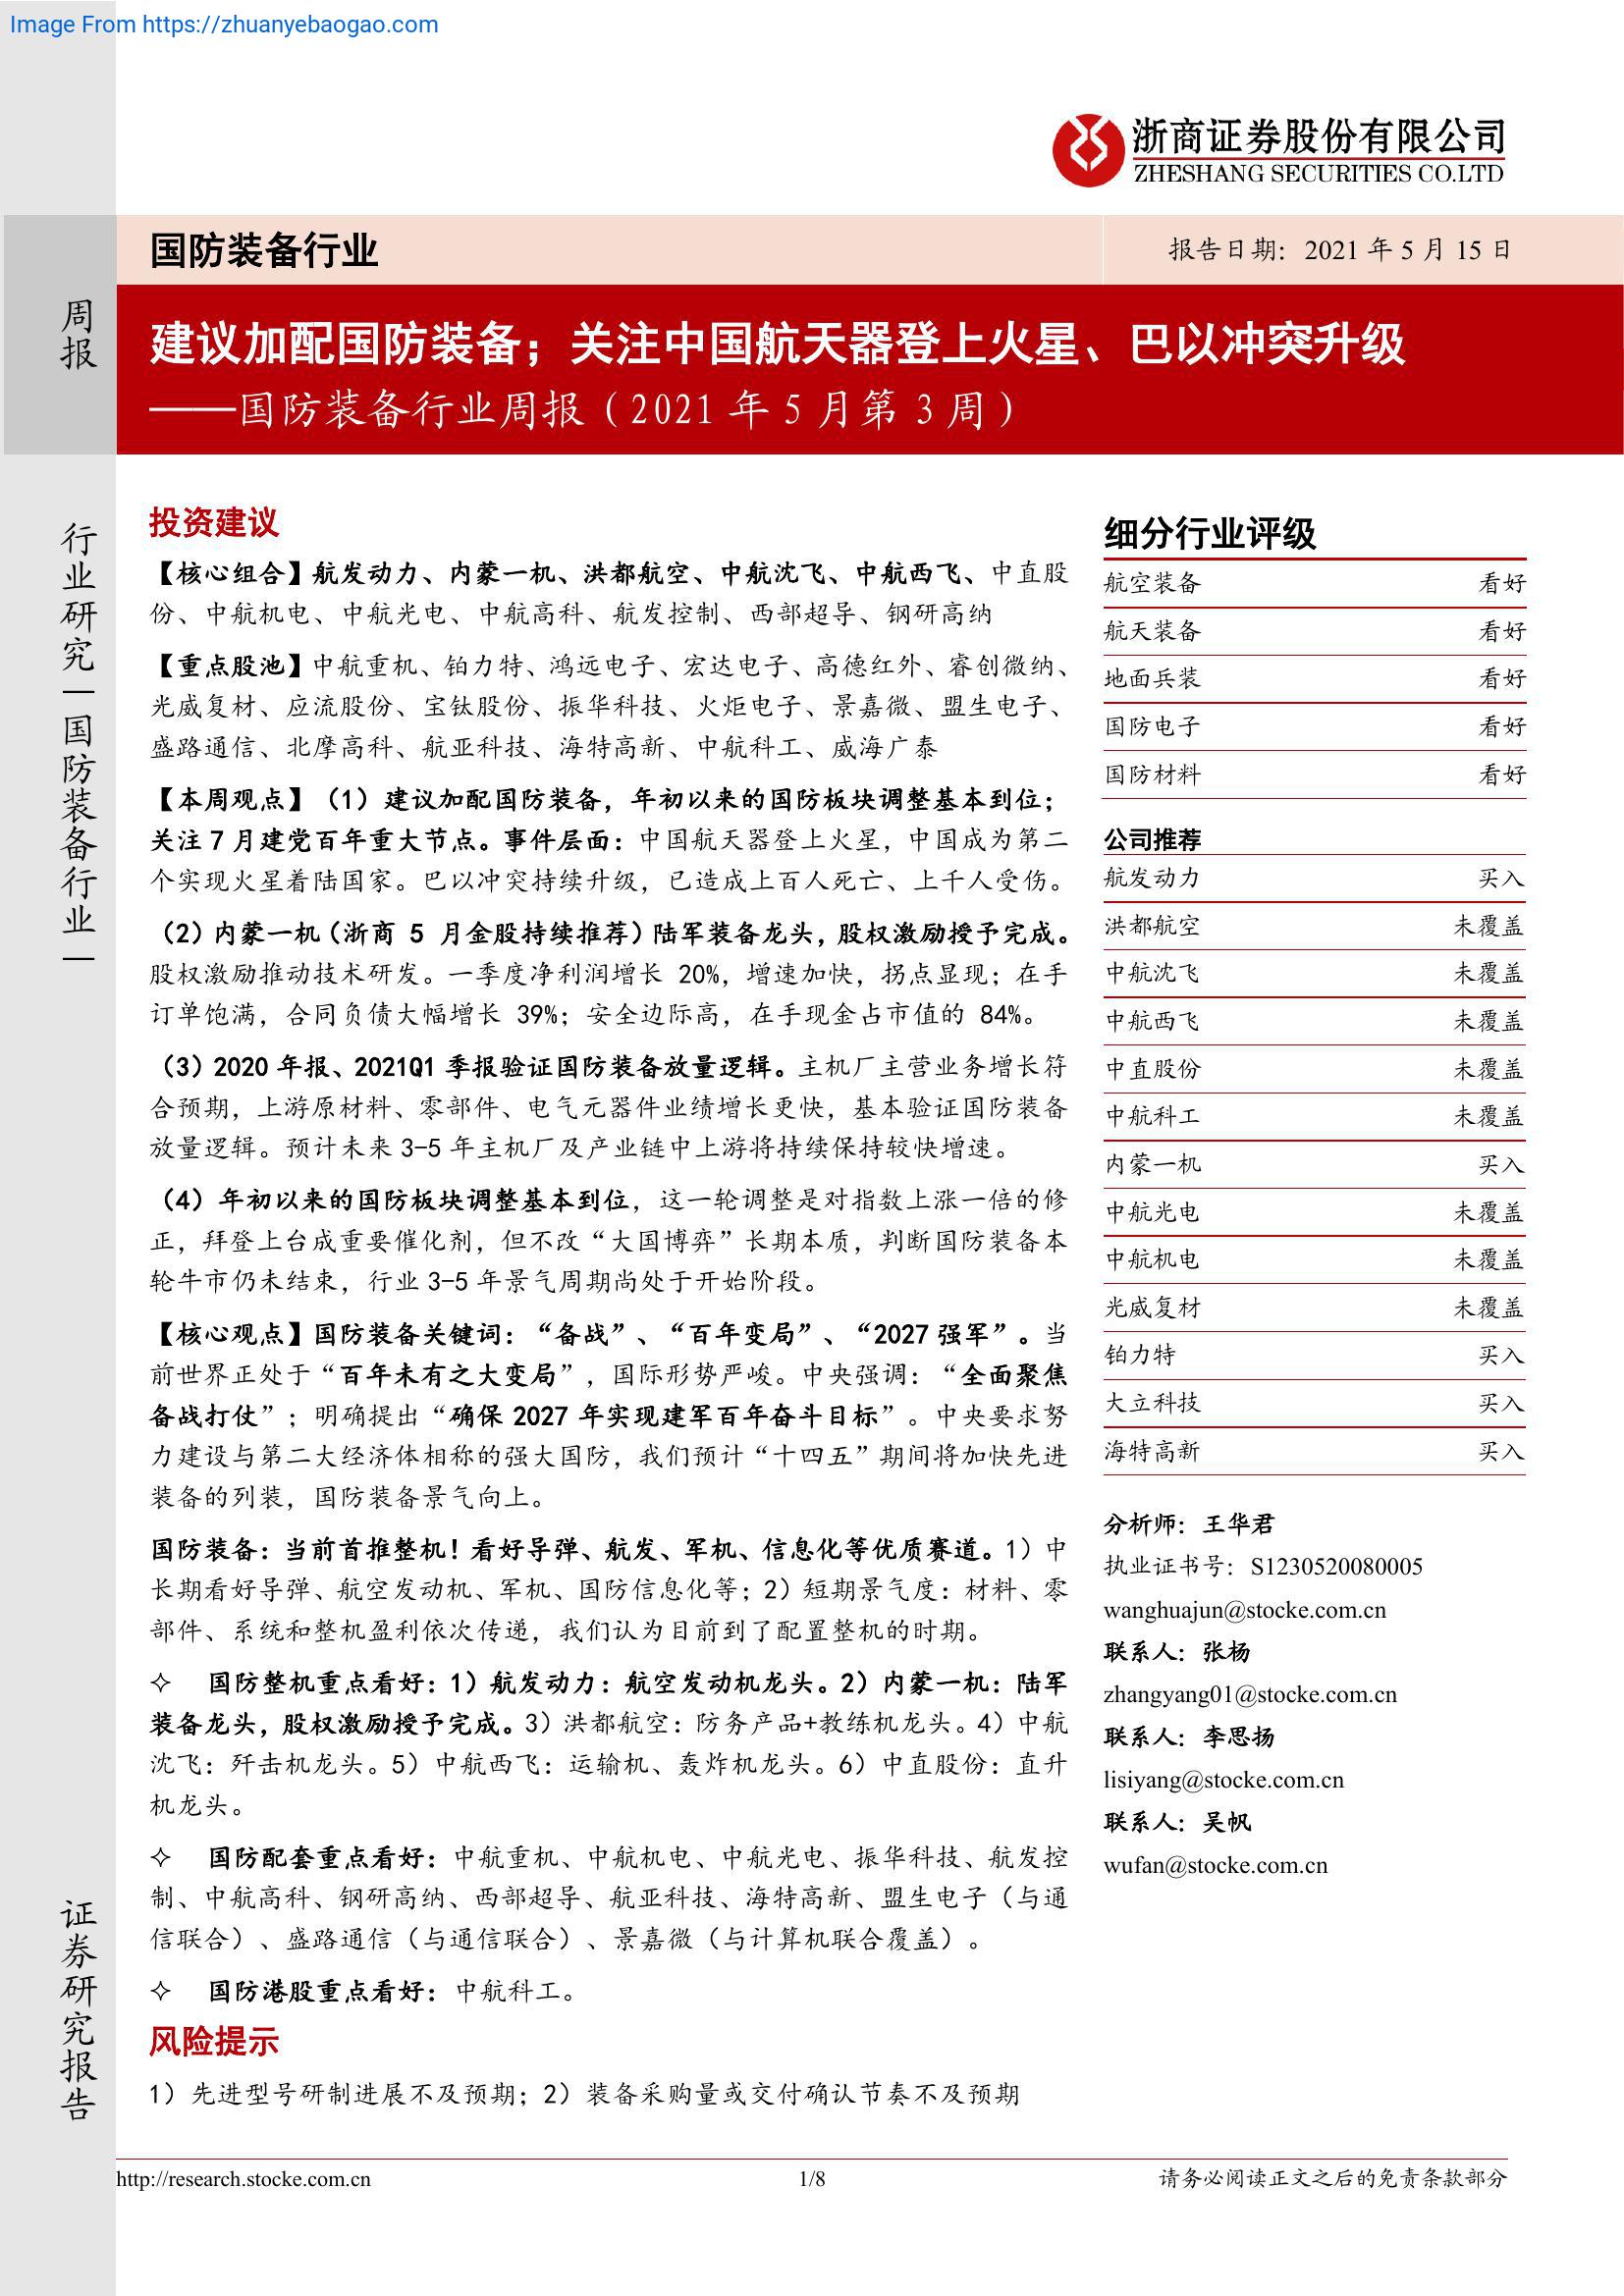 Image From https://zhuanyebaogao.com
浙商证券股份有限公司
ZHESHANG SECURITIES CO.LTD
周报
国防装备行业
报告日期：2021 年 5 月 15 日
建议加配国防装备；关注中国航天器登上火星、巴以冲突升级
——国防装备行业周报（2021 年 5 月第 3 周）
行业研究｜国防装备行业｜
证券研究报告
投资建议
【核心组合】航发动力、内蒙一机、洪都航空、中航沈飞、中航西飞、中直股
份、中航机电、中航光电、中航高科、航发控制、西部超导、钢研高纳
【重点股池】中航重机、铂力特、鸿远电子、宏达电子、高德红外、睿创微纳、
光威复材、应流股份、宝钛股份、振华科技、火炬电子、景嘉微、盟生电子、
盛路通信、北摩高科、航亚科技、海特高新、中航科工、威海广泰
【本周观点】（1）建议加配国防装备，年初以来的国防板块调整基本到位；
关注 7 月建党百年重大节点。事件层面：中国航天器登上火星，中国成为第二
个实现火星着陆国家。巴以冲突持续升级，已造成上百人死亡、上千人受伤。
（2）内蒙一机（浙商 5 月金股持续推荐）陆军装备龙头，股权激励授予完成。
股权激励推动技术研发。一季度净利润增长 20%，增速加快，拐点显现；在手
订单饱满，合同负债大幅增长 39%；安全边际高，在手现金占市值的 84%。
（3）2020 年报、2021Q1 季报验证国防装备放量逻辑。主机厂主营业务增长符
合预期，上游原材料、零部件、电气元器件业绩增长更快，基本验证国防装备
放量逻辑。预计未来 3-5 年主机厂及产业链中上游将持续保持较快增速。
（4）年初以来的国防板块调整基本到位，这一轮调整是对指数上涨一倍的修
正，拜登上台成重要催化剂，但不改“大国博弈”长期本质，判断国防装备本
轮牛市仍未结束，行业 3-5 年景气周期尚处于开始阶段。
【核心观点】国防装备关键词：“备战”、“百年变局”、“2027 强军”。当
前世界正处于“百年未有之大变局”，国际形势严峻。中央强调：“全面聚焦
备战打仗”；明确提出“确保 2027 年实现建军百年奋斗目标”。中央要求努
力建设与第二大经济体相称的强大国防，我们预计“十四五”期间将加快先进
装备的列装，国防装备景气向上。
国防装备：当前首推整机！看好导弹、航发、军机、信息化等优质赛道。1）中
长期看好导弹、航空发动机、军机、国防信息化等；2）短期景气度：材料、零
部件、系统和整机盈利依次传递，我们认为目前到了配置整机的时期。
✧ 国防整机重点看好：1）航发动力：航空发动机龙头。2）内蒙一机：陆军
装备龙头，股权激励授予完成。3）洪都航空：防务产品+教练机龙头。4）中航
沈飞：歼击机龙头。5）中航西飞：运输机、轰炸机龙头。6）中直股份：直升
机龙头。
✧ 国防配套重点看好：中航重机、中航机电、中航光电、振华科技、航发控
制、中航高科、钢研高纳、西部超导、航亚科技、海特高新、盟生电子（与通
信联合）、盛路通信（与通信联合）、景嘉微（与计算机联合覆盖）。
✧ 国防港股重点看好：中航科工。
风险提示
1）先进型号研制进展不及预期；2）装备采购量或交付确认节奏不及预期
细分行业评级
航空装备 看好
航天装备 看好
地面兵装 看好
国防电子 看好
国防材料 看好
公司推荐
航发动力 买入
洪都航空 未覆盖
中航沈飞 未覆盖
中航西飞 未覆盖
中直股份 未覆盖
中航科工 未覆盖
内蒙一机 买入
中航光电 未覆盖
中航机电 未覆盖
光威复材 未覆盖
铂力特 买入
大立科技 买入
海特高新 买入
分析师：王华君
执业证书号：S1230520080005
wanghuajun@stocke.com.cn
联系人：张杨
zhangyang01@stocke.com.cn
联系人：李思扬
lisiyang@stocke.com.cn
联系人：吴帆
wufan@stocke.com.cn
http://research.stocke.com.cn
1/8
请务必阅读正文之后的免责条款部分